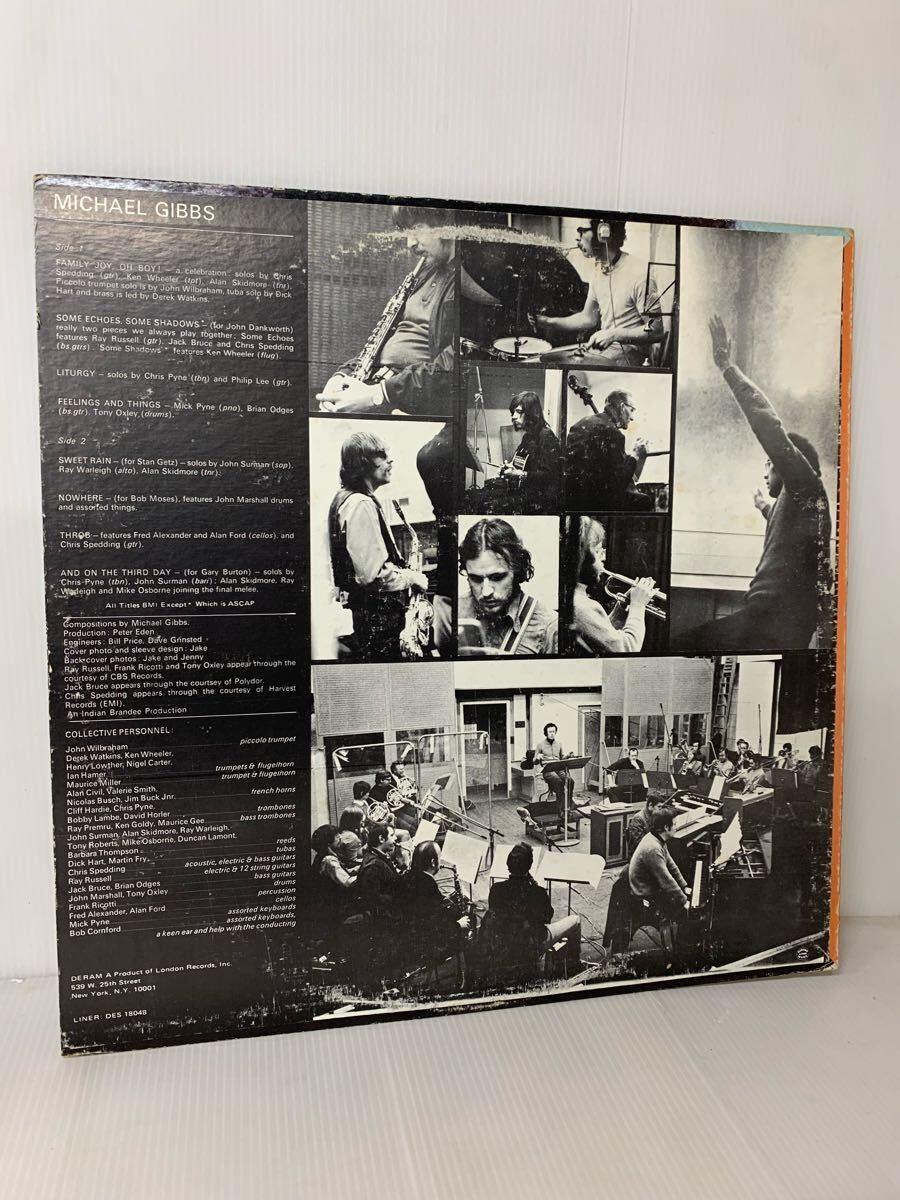 MICHAEL GIBBS
Side 1
FAMILY JOY, OH BOY! – a celebration: solos by Chris
Spedding (gtr), Ken Wheeler (tpt), Alan Skidmore (tnr).
Piccolo trumpet solo is by John Wilbraham, tuba solo by Dick
Hart and brass is led by Derek Watkins.
SOME ECHOES, SOME SHADOWS – (for John Dankworth)
really two pieces we always play together; Some Echoes
features Ray Russell (gtr), Jack Bruce and Chris Spedding
(bs.gtrs). Some Shadows* features Ken Wheeler (flug).
LITURGY – solos by Chris Pyne (tbn) and Philip Lee (gtr).
FEELINGS AND THINGS – Mick Pyne (pno), Brian Odges
(bs.gtr), Tony Oxley (drums).
Side 2
SWEET RAIN – (for Stan Getz) – solos by John Surman (sop),
Ray Warleigh (alto), Alan Skidmore (tnr).
NOWHERE – (for Bob Moses), features John Marshall drums
and assorted things.
THROB – features Fred Alexander and Alan Ford (cellos), and
Chris Spedding (gtr).
AND ON THE THIRD DAY – (for Gary Burton) – solos by
Chris Pyne (tbn), John Surman (bari): Alan Skidmore, Ray
Warleigh and Mike Osborne joining the final melee.
All Titles BMI Except * Which is ASCAP
Compositions by Michael Gibbs.
Production: Peter Eden
Engineers: Bill Price, Dave Grinsted
Cover photo and sleeve design: Jake
Back cover photos: Jake and Jenny
Ray Russell, Frank Ricotti and Tony Oxley appear through the
courtesy of CBS Records.
Jack Bruce appears through the courtsey of Polydor.
Chris Spedding appears through the courtesy of Harvest
Records (EMI).
An Indian Brandee Production
COLLECTIVE PERSONNEL:
John Wilbraham piccolo trumpet
Derek Watkins, Ken Wheeler,
Henry Lowther, Nigel Carter, trumpets & flugelhorn
Ian Hamer trumpet & flugelhorn
Maurice Miller
Alan Civil, Valerie Smith, french horns
Nicolas Busch, Jim Buck Jnr.
Cliff Hardie, Chris Pyne, trombones
Bobby Lambe, David Horler bass trombones
Ray Premru, Ken Goldy, Maurice Gee
John Surman, Alan Skidmore, Ray Warleigh,
Tony Roberts, Mike Osborne, Duncan Lamont, reeds
Barbara Thompson tubas
Dick Hart, Martin Fry acoustic, electric & bass guitars
Chris Spedding electric & 12 string guitars
Ray Russell bass guitars
Jack Bruce, Brian Odges drums
John Marshall, Tony Oxley percussion
Frank Ricotti cellos
Fred Alexander, Alan Ford assorted keyboards
Mick Pyne assorted keyboards,
Bob Cornford a keen ear and help with the conducting
DERAM A Product of London Records, Inc.
539 W. 25th Street
New York, N.Y. 10001
LINER: DES 18048